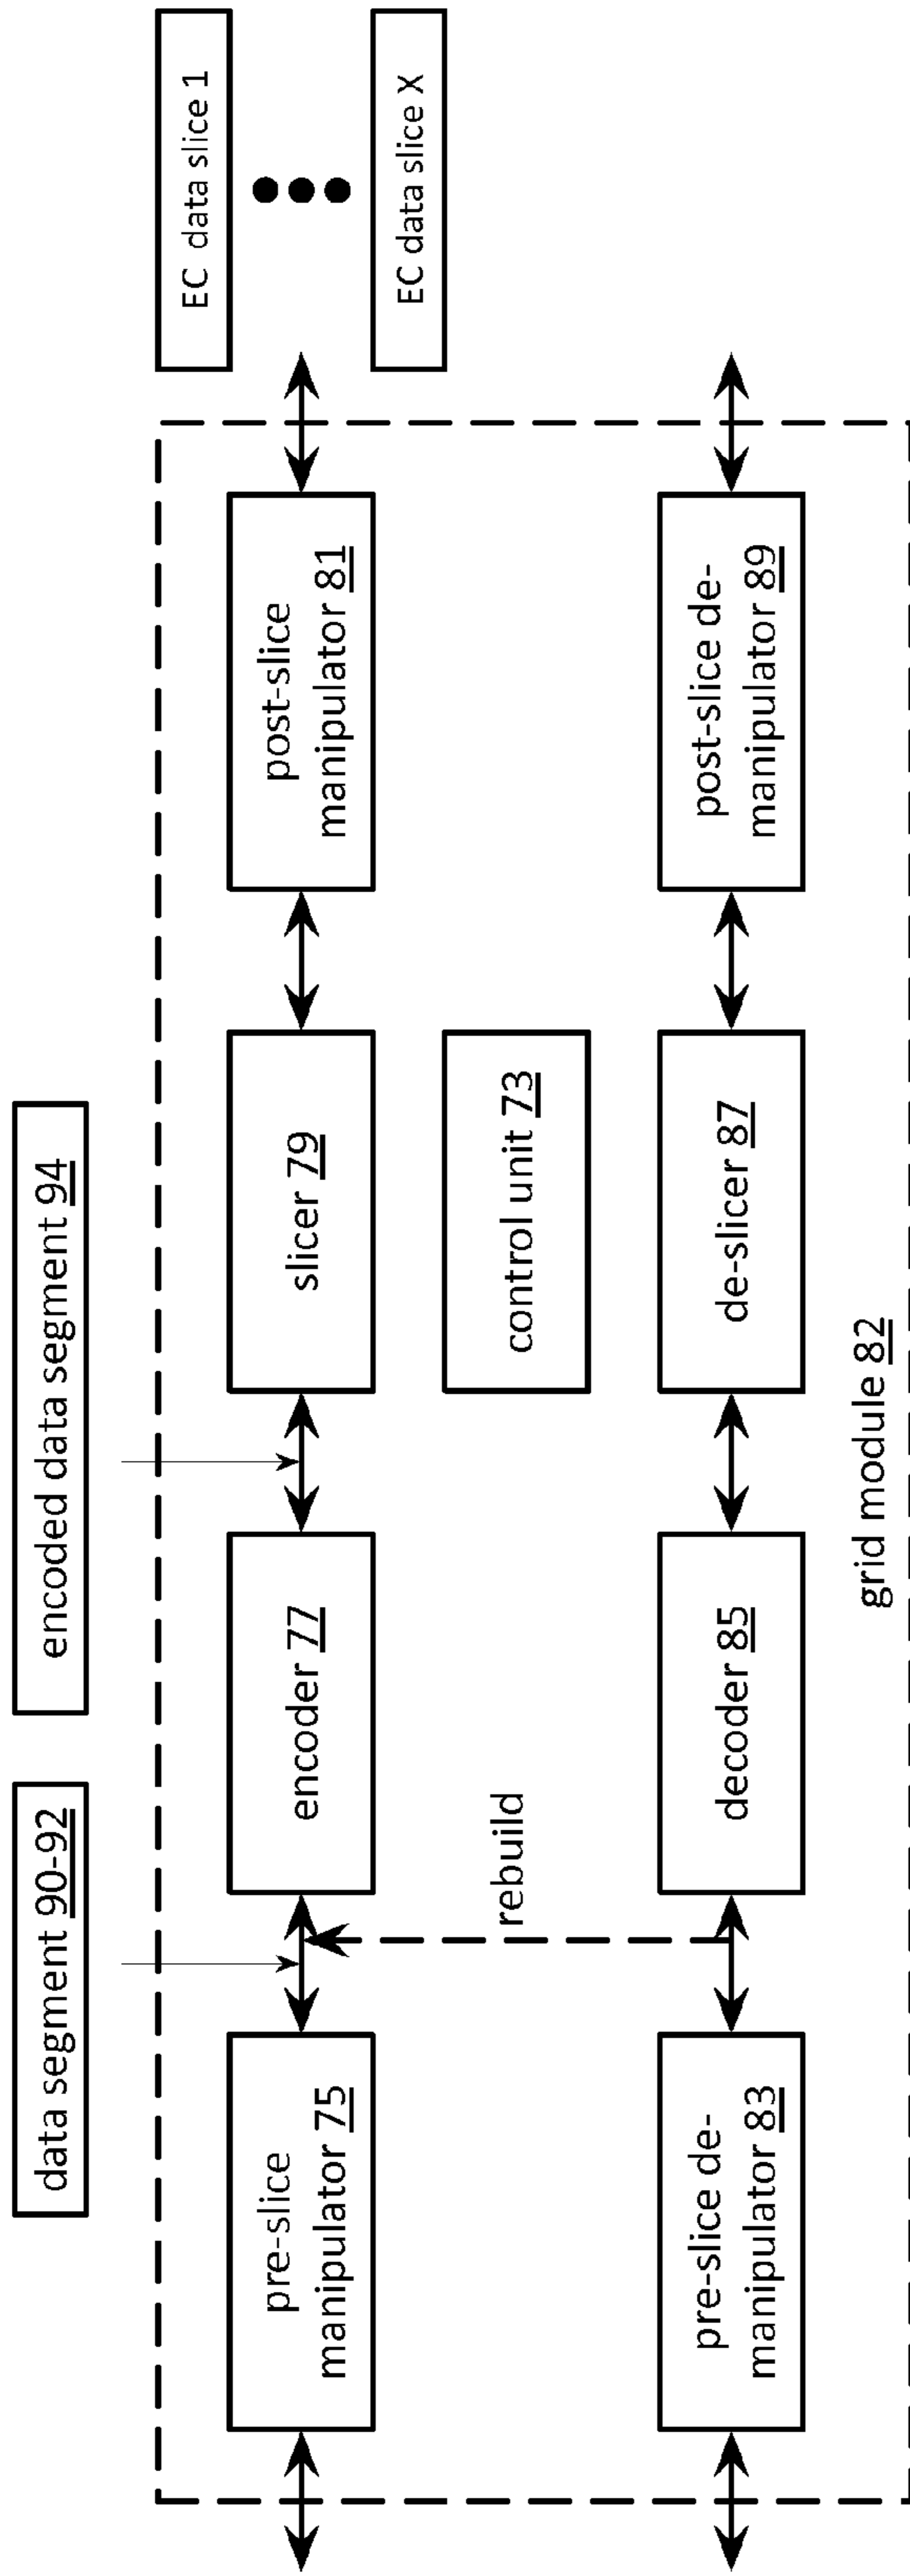 data segment 90-92
encoded data segment 94
EC data slice 1
EC data slice X
pre-slice
manipulator 75
encoder 77
slicer 79
post-slice
manipulator 81
rebuild
control unit 73
pre-slice de-
manipulator 83
decoder 85
de-slicer 87
post-slice de-
manipulator 89
grid module 82